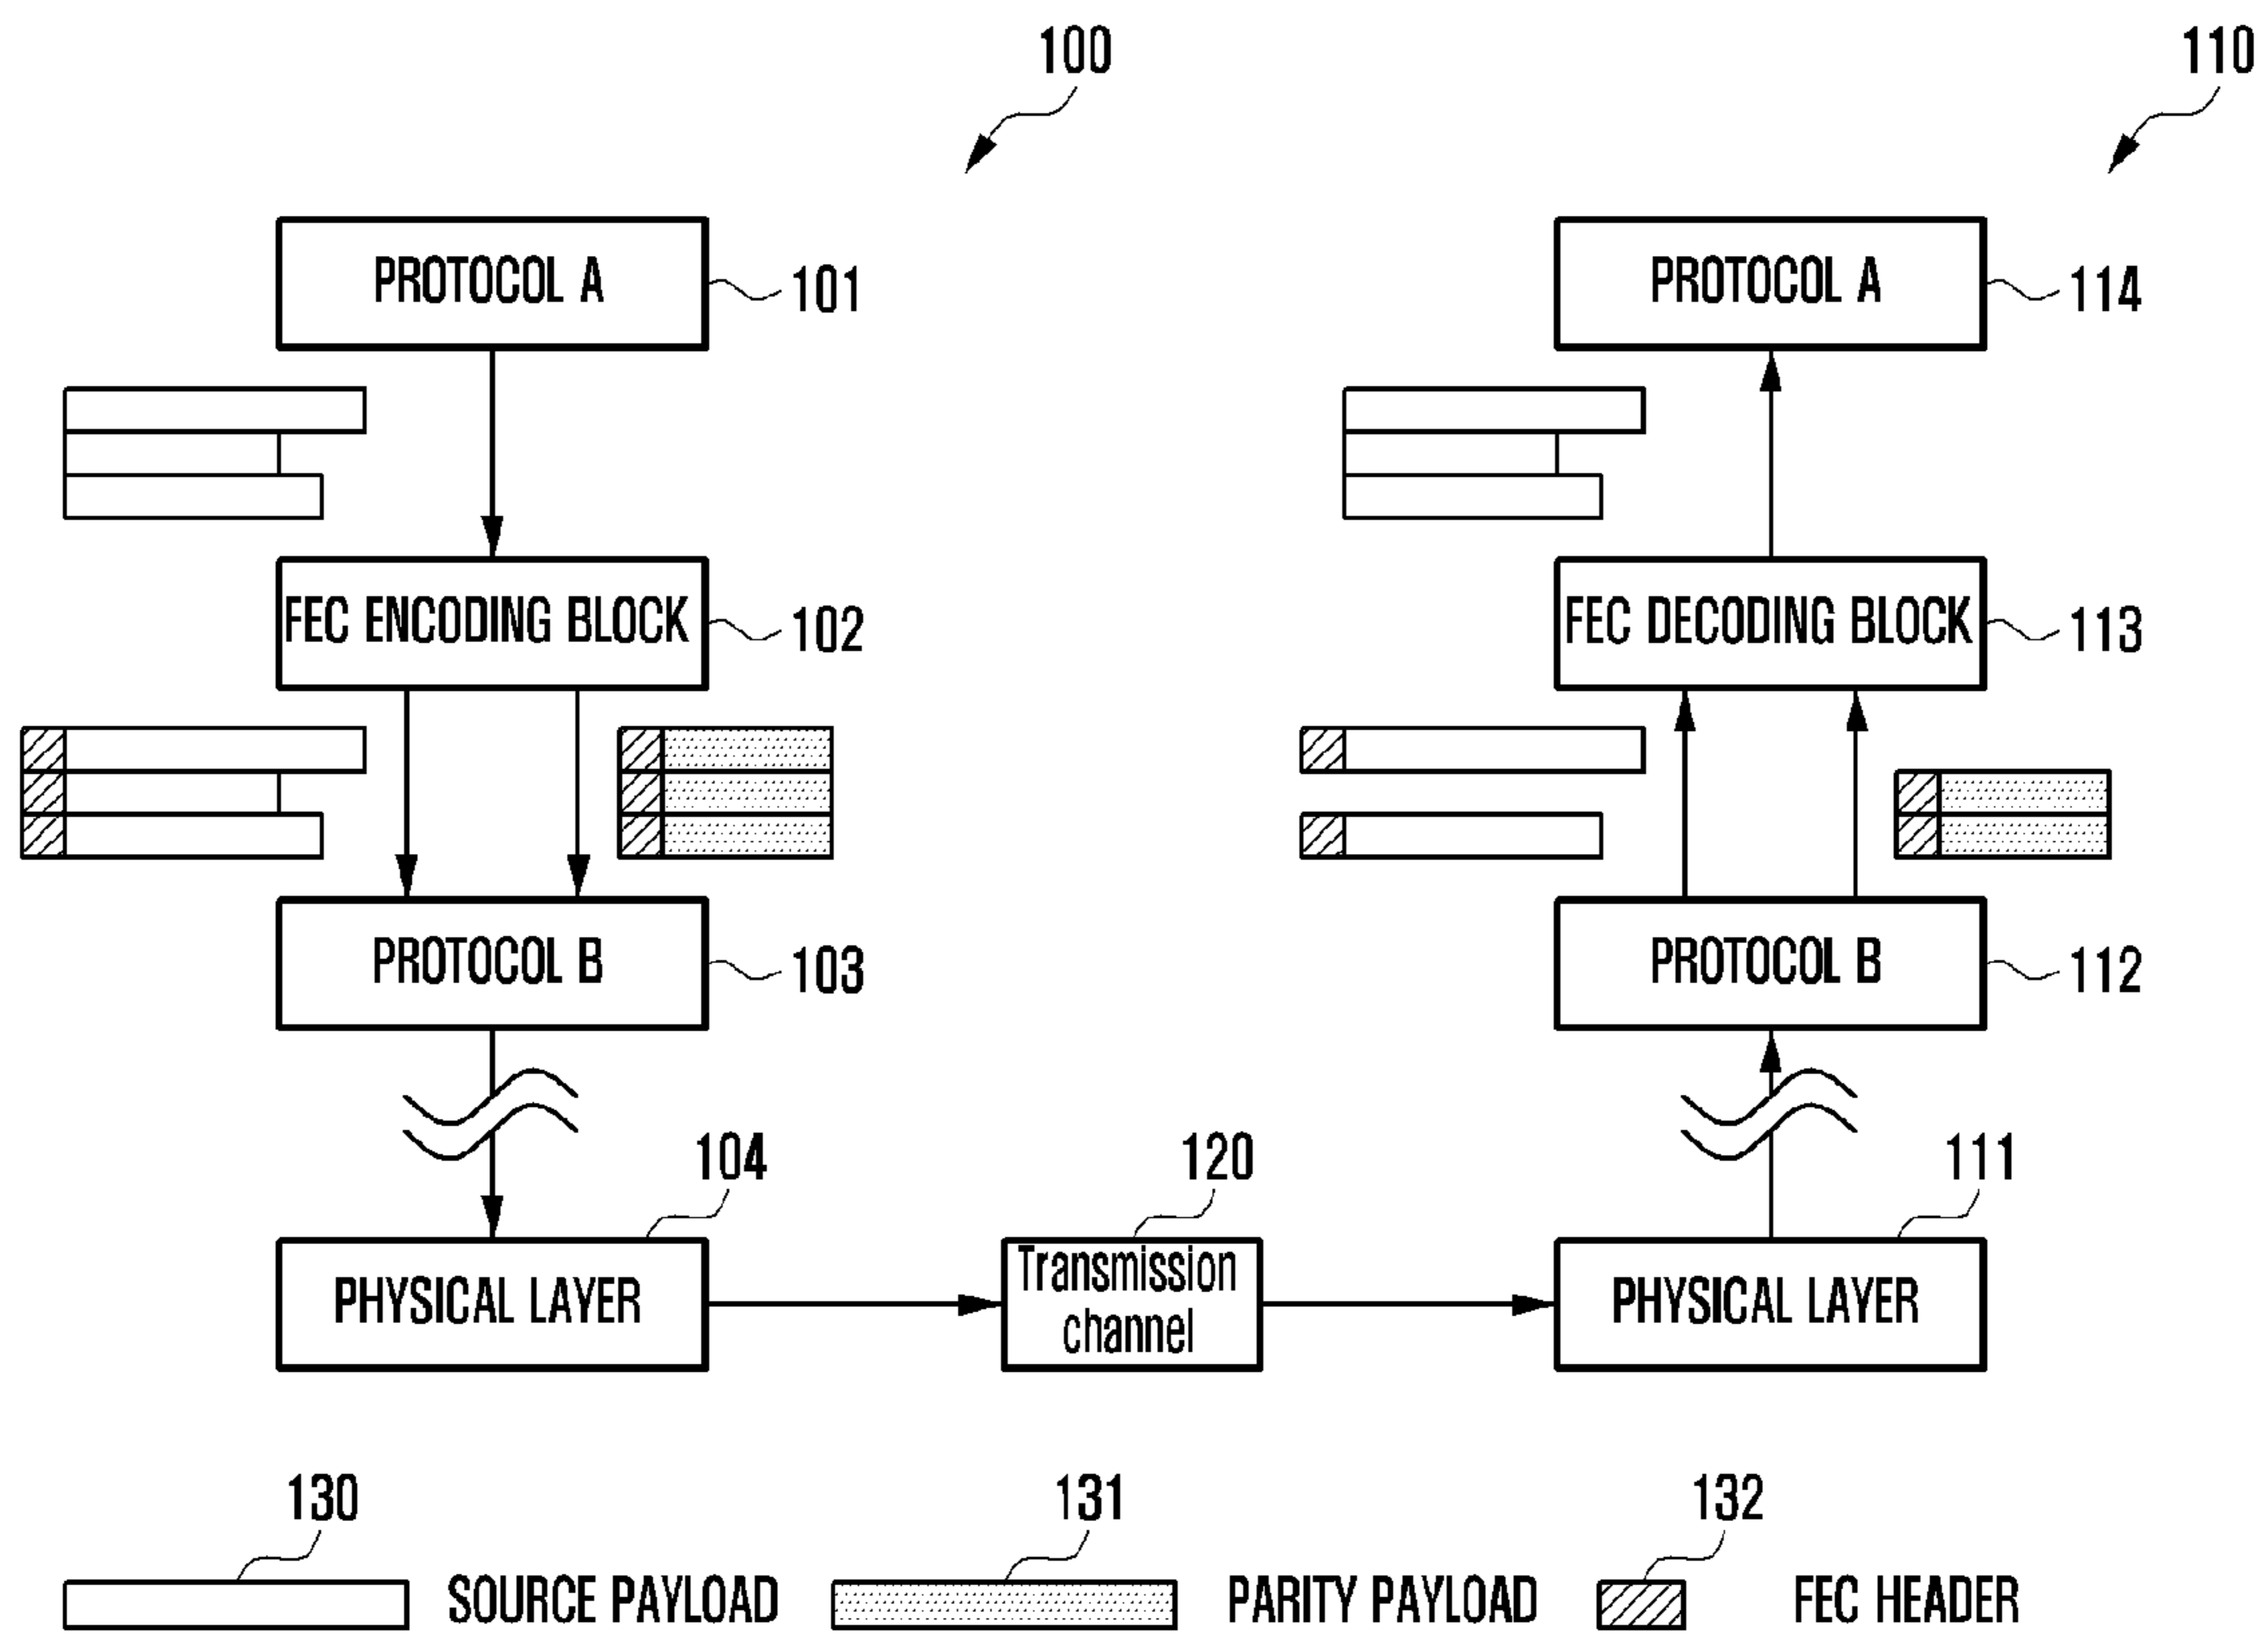 100
110
PROTOCOL A
101
PROTOCOL A
114
FEC ENCODING BLOCK
102
FEC DECODING BLOCK
113
PROTOCOL B
103
PROTOCOL B
112
104
120
111
PHYSICAL LAYER
Transmission
channel
PHYSICAL LAYER
130
131
132
SOURCE PAYLOAD
PARITY PAYLOAD
FEC HEADER